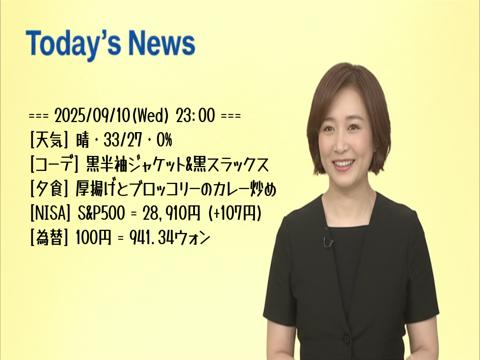 Today's News
=== 2025/09/10(Wed) 23:00 ===
[天気] 晴・33/27・0%
[コーデ] 黒半袖ジャケット&黒スラックス
[夕食] 厚揚げとブロッコリーのカレー炒め
[NISA] S&P500 = 28,910円 (+107円)
[為替] 100円 = 941.34ウォン